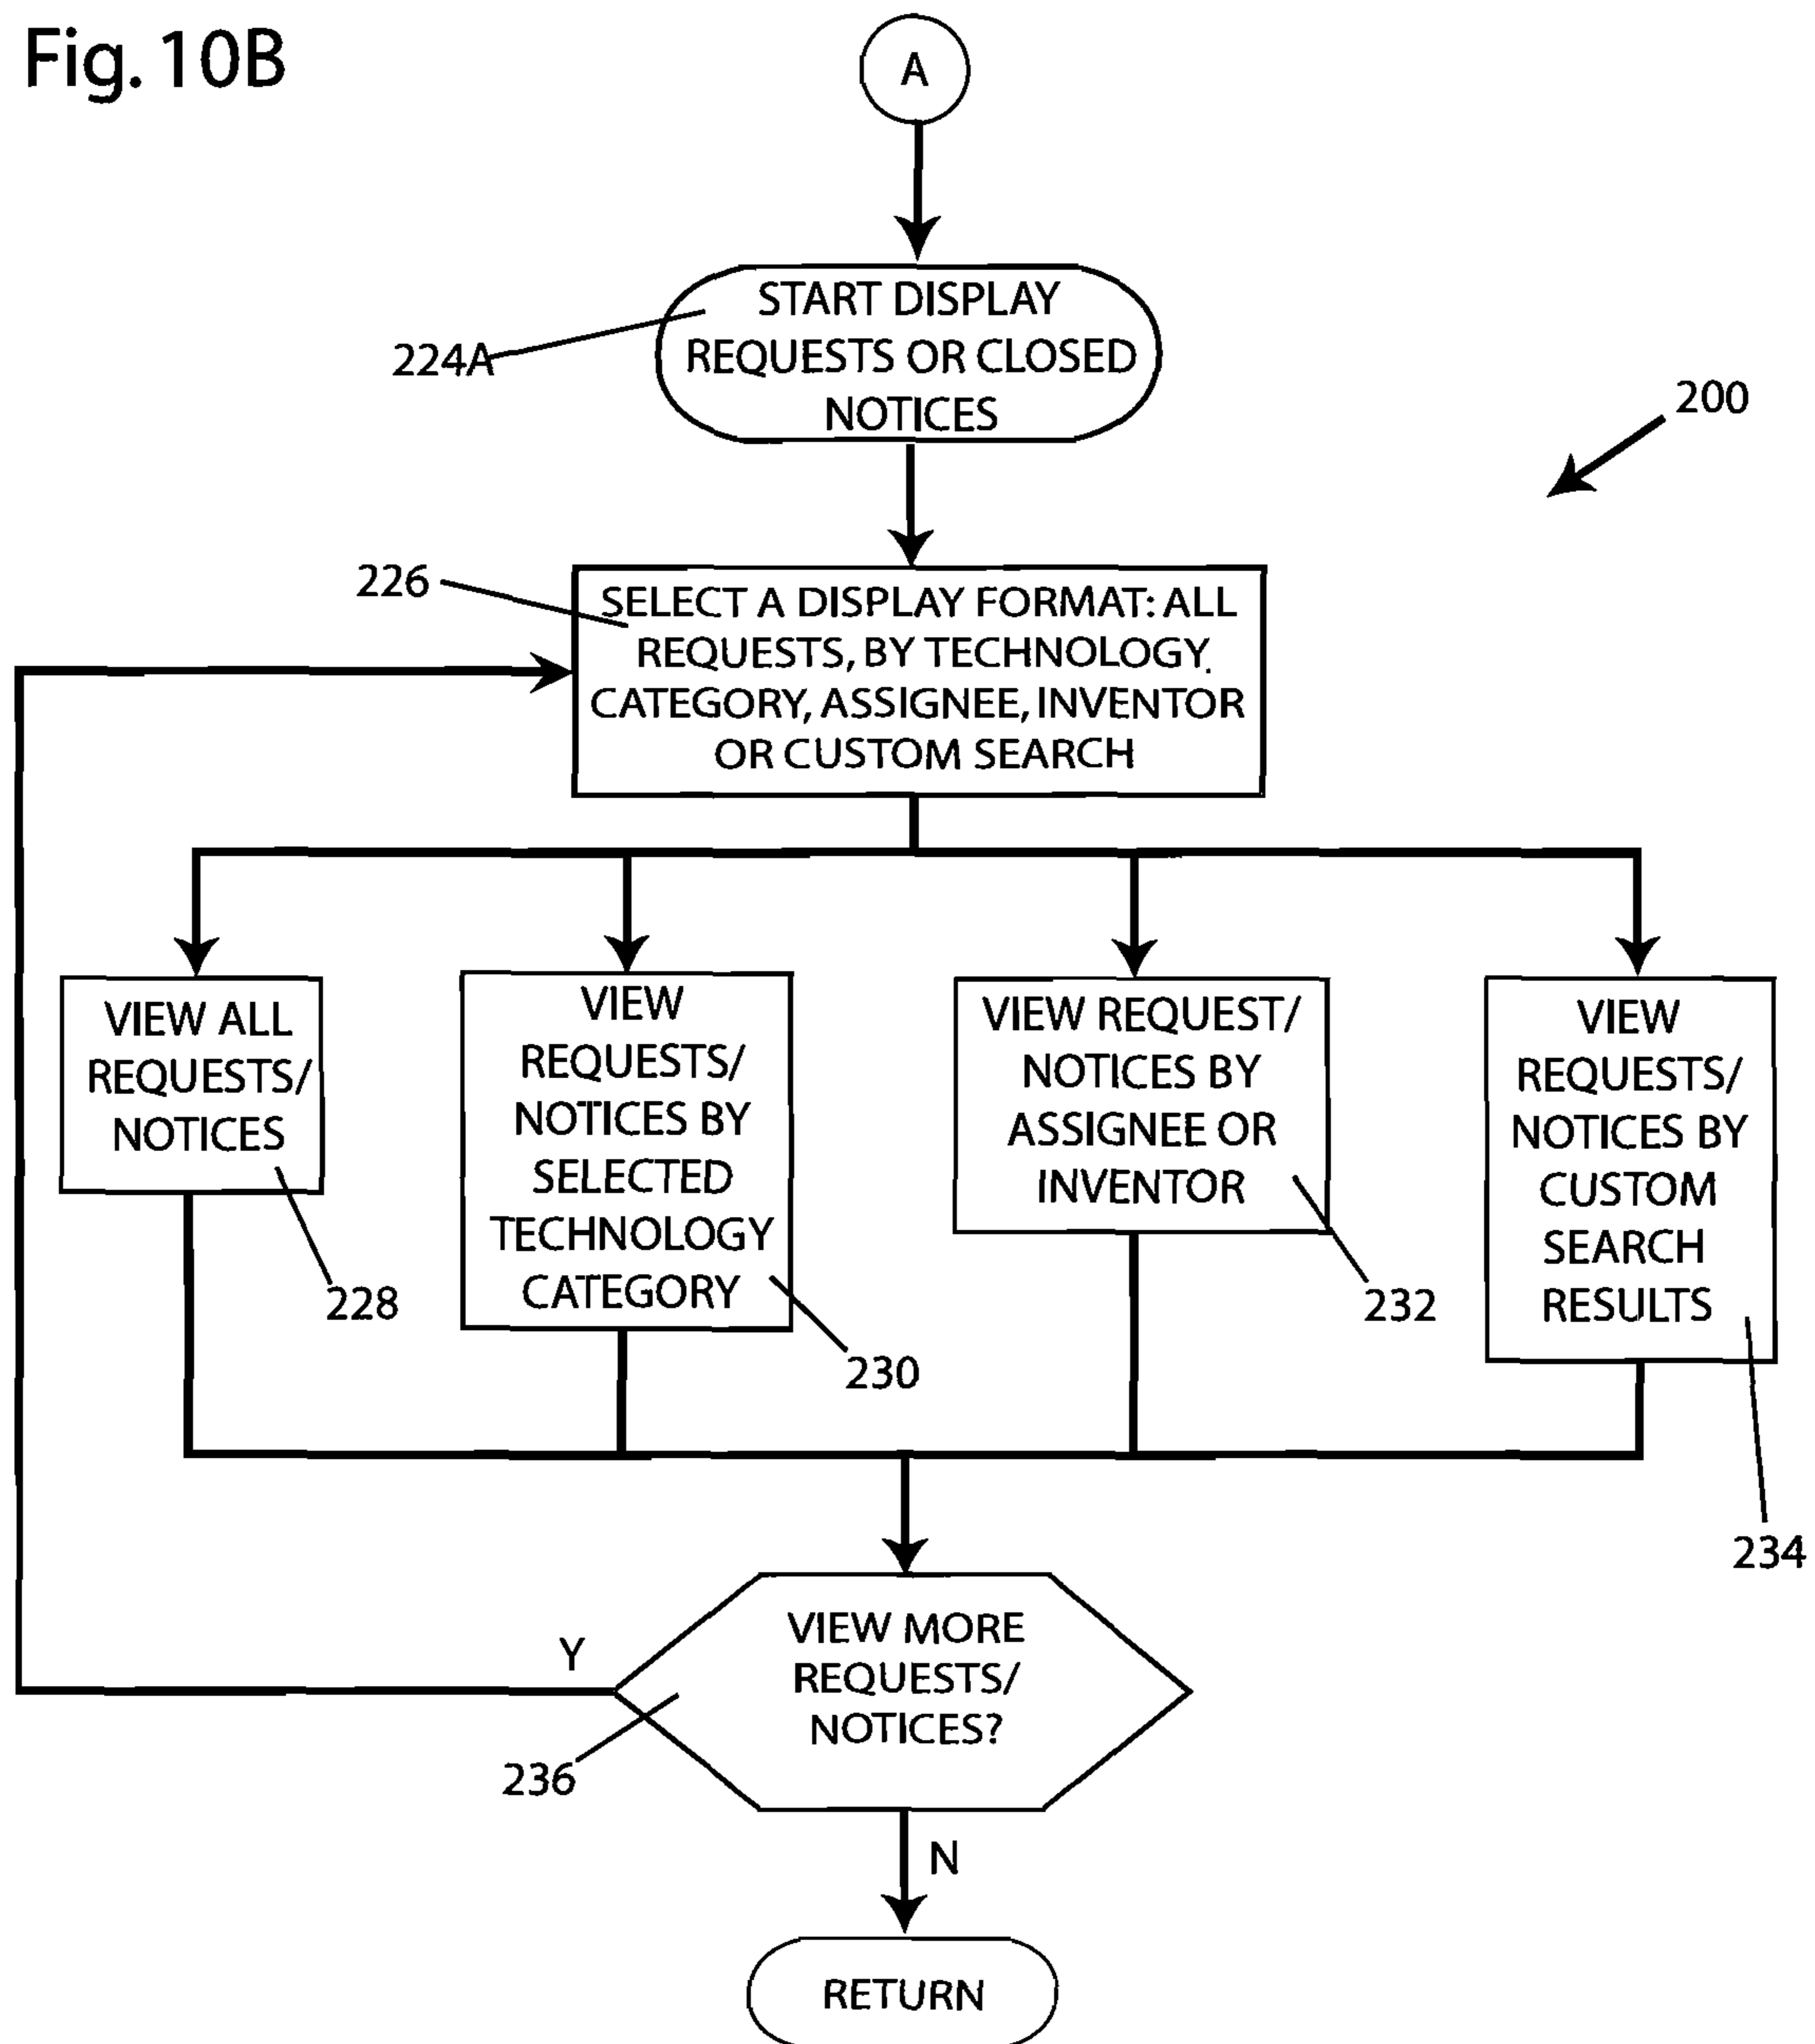 Fig. 10B
A
START DISPLAY
REQUESTS OR CLOSED
NOTICES
224A
200
226
SELECT A DISPLAY FORMAT: ALL
REQUESTS, BY TECHNOLOGY.
CATEGORY, ASSIGNEE, INVENTOR
OR CUSTOM SEARCH
VIEW ALL
REQUESTS/
NOTICES
228
VIEW
REQUESTS/
NOTICES BY
SELECTED
TECHNOLOGY
CATEGORY
230
VIEW REQUEST/
NOTICES BY
ASSIGNEE OR
INVENTOR
232
VIEW
REQUESTS/
NOTICES BY
CUSTOM
SEARCH
RESULTS
234
VIEW MORE
REQUESTS/
NOTICES?
Y
236
N
RETURN